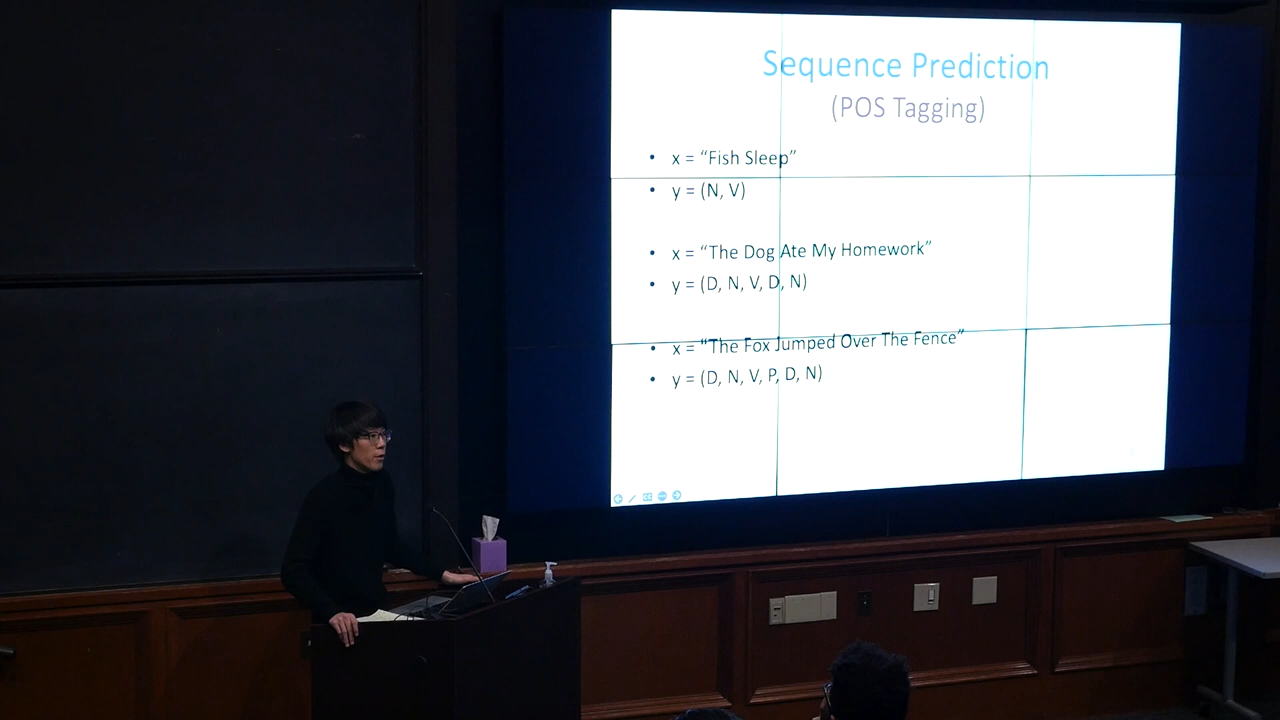 Sequence Prediction
(POS Tagging)
• x = “Fish Sleep”
• y = (N, V)
• x = “The Dog Ate My Homework”
• y = (D, N, V, D, N)
• x = “The Fox Jumped Over The Fence”
• y = (D, N, V, P, D, N)